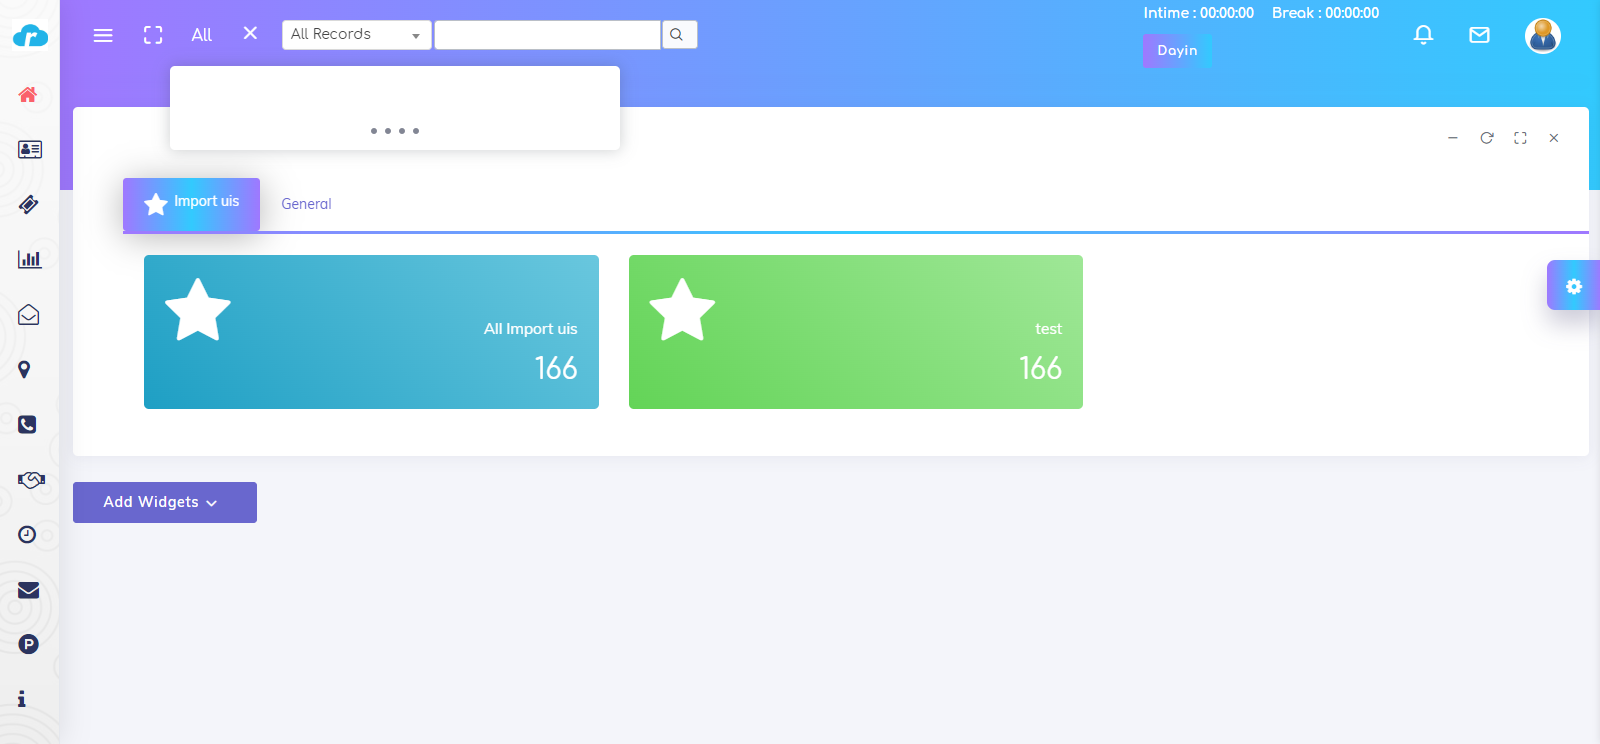 Intime : 00:00:00 Break : 00:00:00
All
All Records
Dayin
Import uis
General
All Import uis
166
test
166
Add Widgets